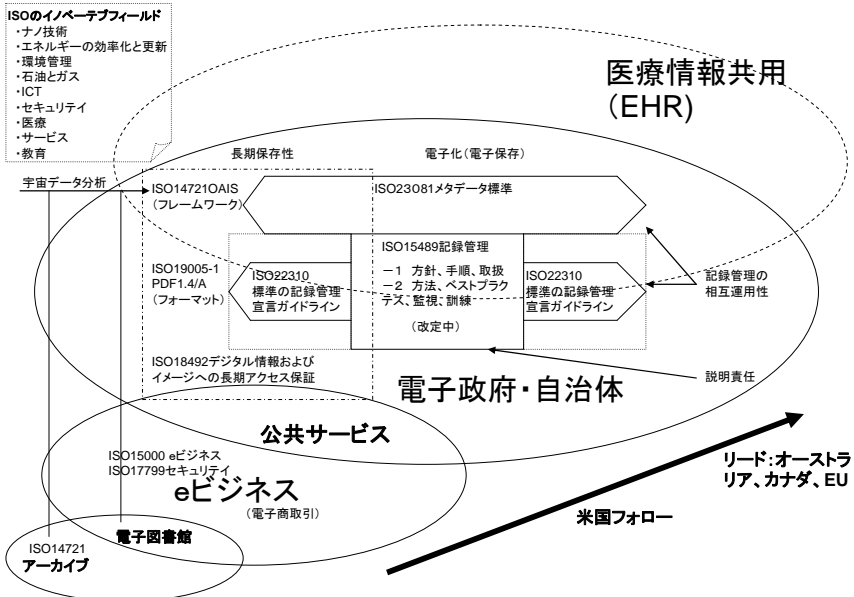 ISOのイノベーテブフィールド
・ナノ技術
・エネルギーの効率化と更新
・環境管理
・石油とガス
・ICT
・セキュリテイ
・医療
・サービス
・教育
医療情報共用
（EHR)
長期保存性
電子化（電子保存）
宇宙データ分析
ISO14721OAIS
（フレームワーク）
ISO23081メタデータ標準
ISO15489記録管理
－1 方針、手順、取扱
－2 方法、ベストプラク
テス、監視、訓練
（改定中）
ISO19005-1
PDF1.4/A
（フォーマット）
ISO22310
標準の記録管理
宣言ガイドライン
ISO22310
標準の記録管理
宣言ガイドライン
記録管理の
相互運用性
ISO18492デジタル情報および
イメージへの長期アクセス保証
説明責任
電子政府・自治体
公共サービス
ISO15000 eビジネス
ISO17799セキュリテイ
eビジネス
（電子商取引）
リード：オーストラ
リア、カナダ、EU
米国フォロー
電子図書館
ISO14721
アーカイブ